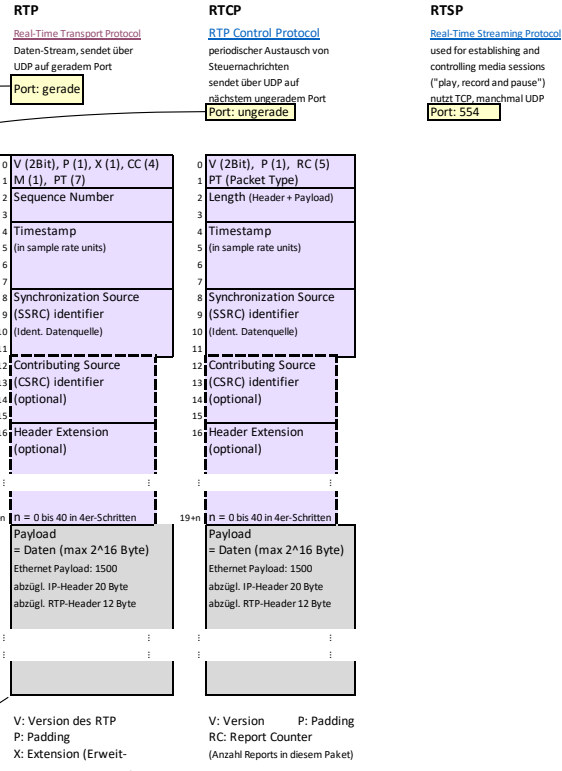 RTP
Real-Time Transport Protocol
Daten-Stream, sendet über
UDP auf geradem Port
Port: gerade
0 V (2Bit), P (1), X (1), CC (4)
1 M (1), PT (7)
2 Sequence Number
3
4 Timestamp
5 (in sample rate units)
6
7
8 Synchronization Source
9 (SSRC) identifier
10 (Ident. Datenquelle)
11
12 Contributing Source
13 (CSRC) identifier
14 (optional)
15
16 Header Extension
(optional)
n n = 0 bis 40 in 4er-Schritten
Payload
= Daten (max 2^16 Byte)
Ethernet Payload: 1500
abzügl. IP-Header 20 Byte
abzügl. RTP-Header 12 Byte
V: Version des RTP
P: Padding
X: Extension (Erweit-
RTCP
RTP Control Protocol
periodischer Austausch von
Steuernachrichten
sendet über UDP auf
nächstem ungeradem Port
Port: ungerade
0 V (2Bit), P (1), RC (5)
1 PT (Packet Type)
2 Length (Header + Payload)
3
4 Timestamp
5 (in sample rate units)
6
7
8 Synchronization Source
9 (SSRC) identifier
10 (Ident. Datenquelle)
11
12 Contributing Source
13 (CSRC) identifier
14 (optional)
15
16 Header Extension
(optional)
19+n n = 0 bis 40 in 4er-Schritten
Payload
= Daten (max 2^16 Byte)
Ethernet Payload: 1500
abzügl. IP-Header 20 Byte
abzügl. RTP-Header 12 Byte
V: Version P: Padding
RC: Report Counter
(Anzahl Reports in diesem Paket)
RTSP
Real-Time Streaming Protocol
used for establishing and
controlling media sessions
("play, record and pause")
nutzt TCP, manchmal UDP
Port: 554